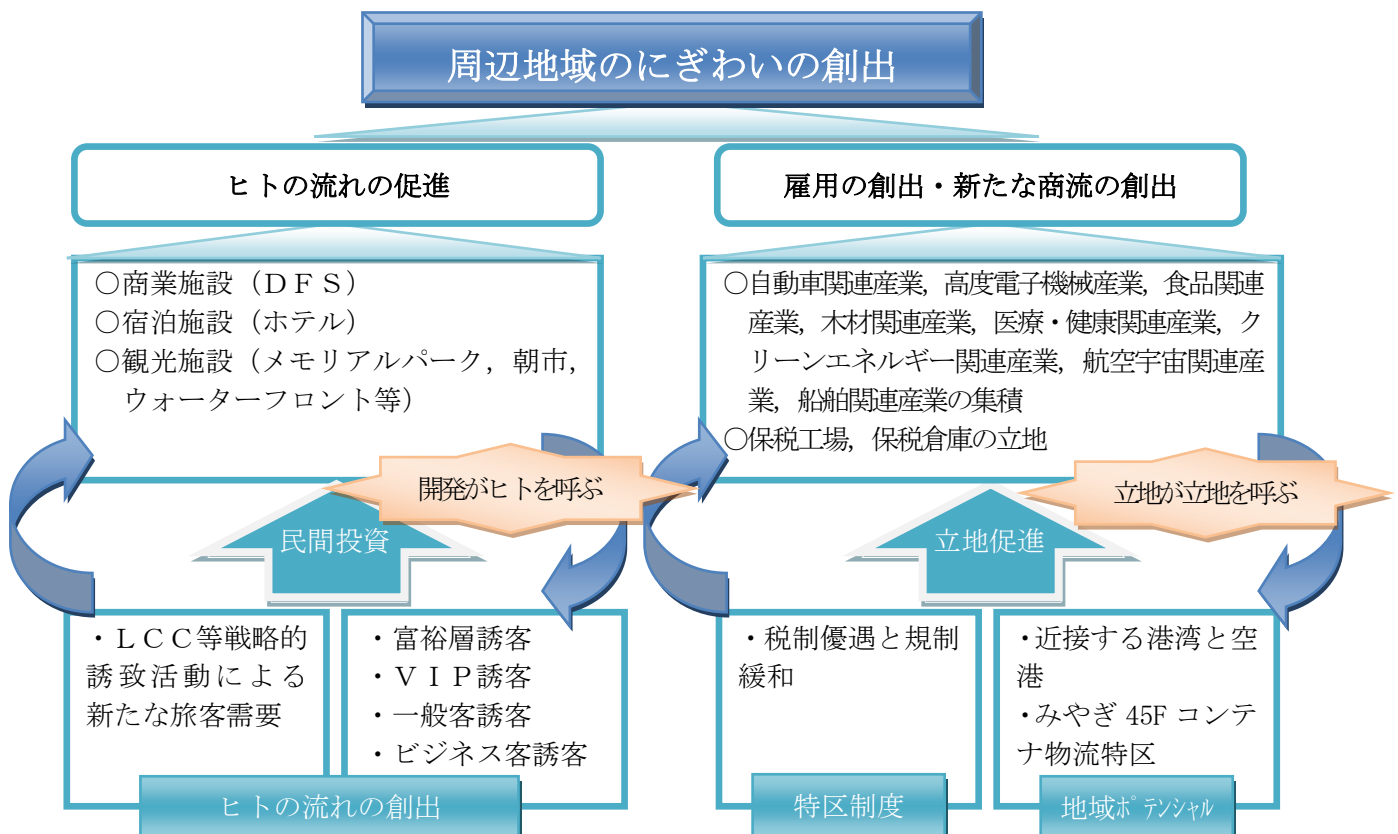 周辺地域のにぎわいの創出
ヒトの流れの促進
○商業施設（ＤＦＳ）
○宿泊施設（ホテル）
○観光施設（メモリアルパーク，朝市，
ウォーターフロント等）
開発がヒトを呼ぶ
民間投資
・ＬＣＣ等戦略的
誘致活動による
新たな旅客需要
・富裕層誘客
・ＶＩＰ誘客
・一般客誘客
・ビジネス客誘客
ヒトの流れの創出
雇用の創出・新たな商流の創出
○自動車関連産業，高度電子機械産業，食品関連
産業，木材関連産業，医療・健康関連産業，ク
リーンエネルギー関連産業，航空宇宙関連産
業，船舶関連産業の集積
○保税工場，保税倉庫の立地
立地が立地を呼ぶ
立地促進
・税制優遇と規制
緩和
特区制度
・近接する港湾と空
港
・みやぎ 45F コンテ
ナ物流特区
地域ﾎﾟﾃﾝｼｬﾙ